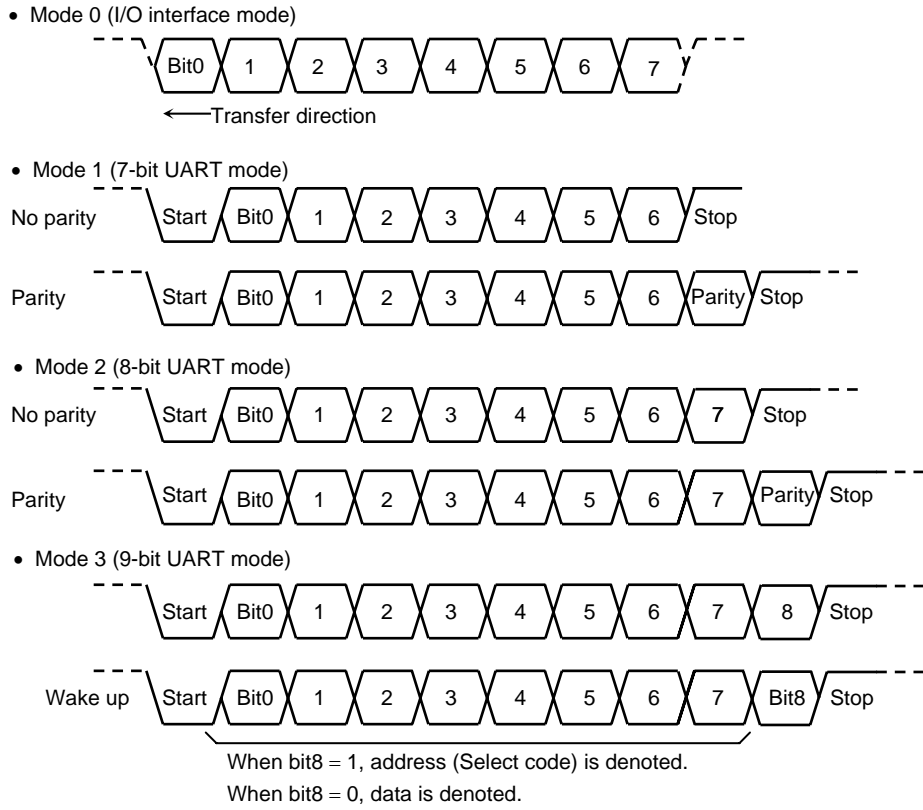 • Mode 0 (I/O interface mode)
Bit0 1 2 3 4 5 6 7
Transfer direction
• Mode 1 (7-bit UART mode)
No parity Start Bit0 1 2 3 4 5 6 Stop
Parity Start Bit0 1 2 3 4 5 6 Parity Stop
• Mode 2 (8-bit UART mode)
No parity Start Bit0 1 2 3 4 5 6 7 Stop
Parity Start Bit0 1 2 3 4 5 6 7 Parity Stop
• Mode 3 (9-bit UART mode)
Start Bit0 1 2 3 4 5 6 7 8 Stop
Wake up Start Bit0 1 2 3 4 5 6 7 Bit8 Stop
When bit8 = 1, address (Select code) is denoted.
When bit8 = 0, data is denoted.